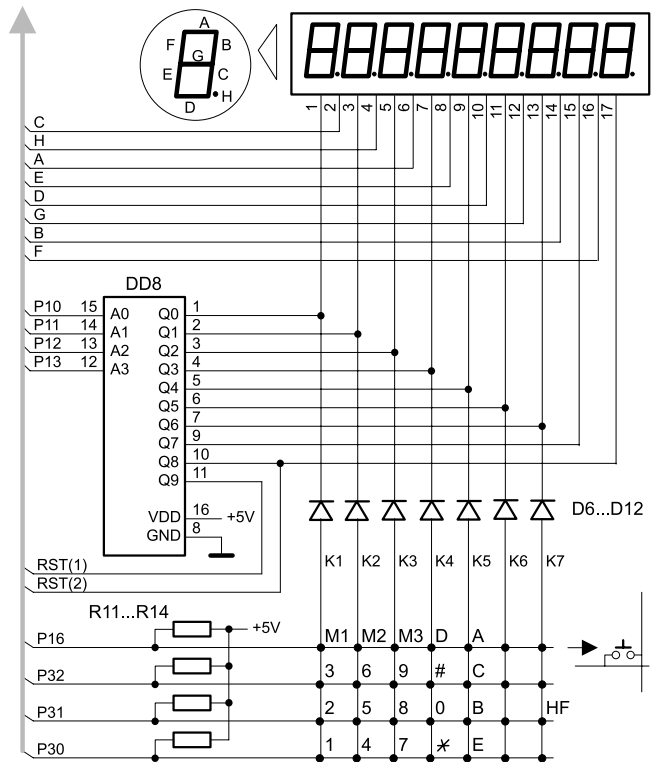 A
F B
G
E C
D H
1 2 3 4 5 6 7 8 9 10 11 12 13 14 15 16 17
C
H
A
E
D
G
B
F
DD8
P10 15 A0 Q0 1
P11 14 A1 Q1 2
P12 13 A2 Q2 3
P13 12 A3 Q3 4
Q4 5
Q5 6
Q6 7
Q7 9
Q8 10
Q9 11
VDD 16 +5V
GND 8
D6...D12
RST(1)
RST(2)
K1 K2 K3 K4 K5 K6 K7
R11...R14
+5V
P16 M1 M2 M3 D A
P32 3 6 9 # C
P31 2 5 8 0 B HF
P30 1 4 7 * E